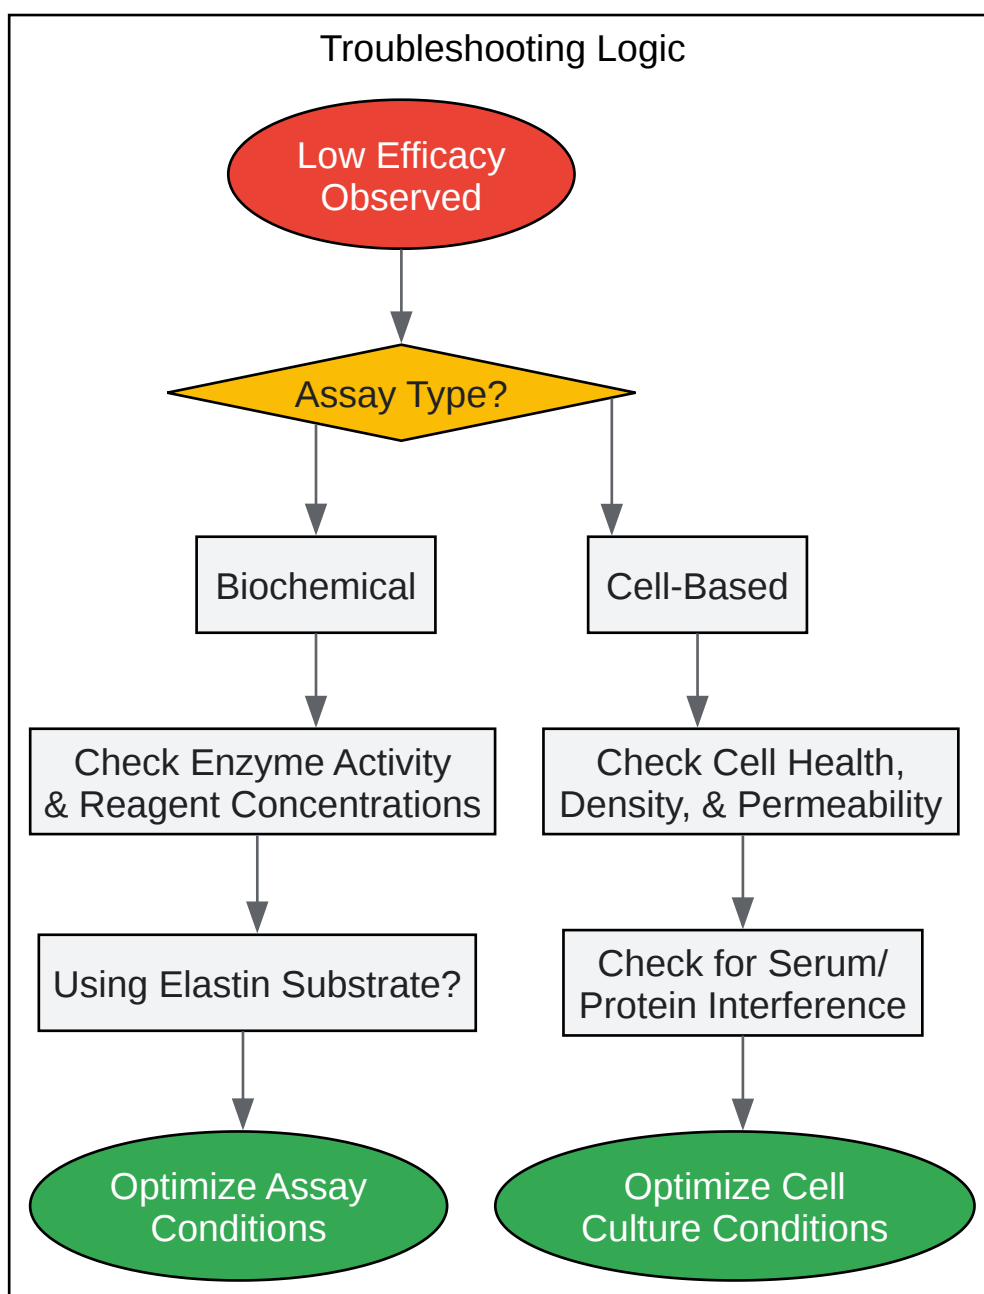 Troubleshooting Logic
Low Efficacy
Observed
Assay Type?
Biochemical
Cell-Based
Check Enzyme Activity
& Reagent Concentrations
Check Cell Health,
Density, & Permeability
Using Elastin Substrate?
Check for Serum/
Protein Interference
Optimize Assay
Conditions
Optimize Cell
Culture Conditions